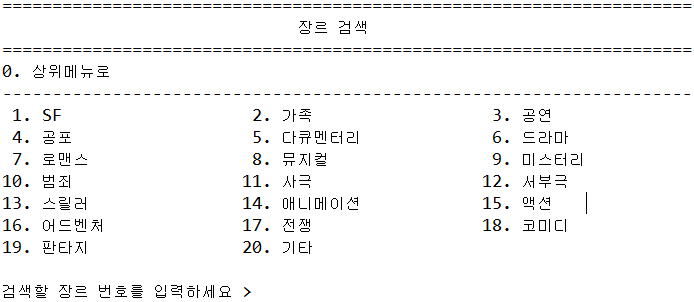 =====================================================================
장르 검색
=====================================================================
0. 상위메뉴로
---------------------------------------------------------------------
1. SF 2. 가족 3. 공연
4. 공포 5. 다큐멘터리 6. 드라마
7. 로맨스 8. 뮤지컬 9. 미스터리
10. 범죄 11. 사극 12. 서부극
13. 스릴러 14. 애니메이션 15. 액션
16. 어드벤처 17. 전쟁 18. 코미디
19. 판타지 20. 기타
검색할 장르 번호를 입력하세요 >